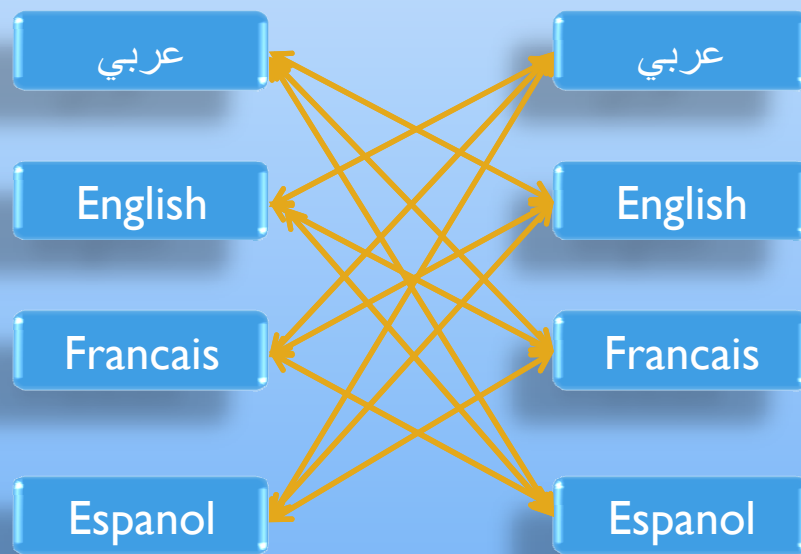 عربي
عربي
English
English
Francais
Francais
Espanol
Espanol